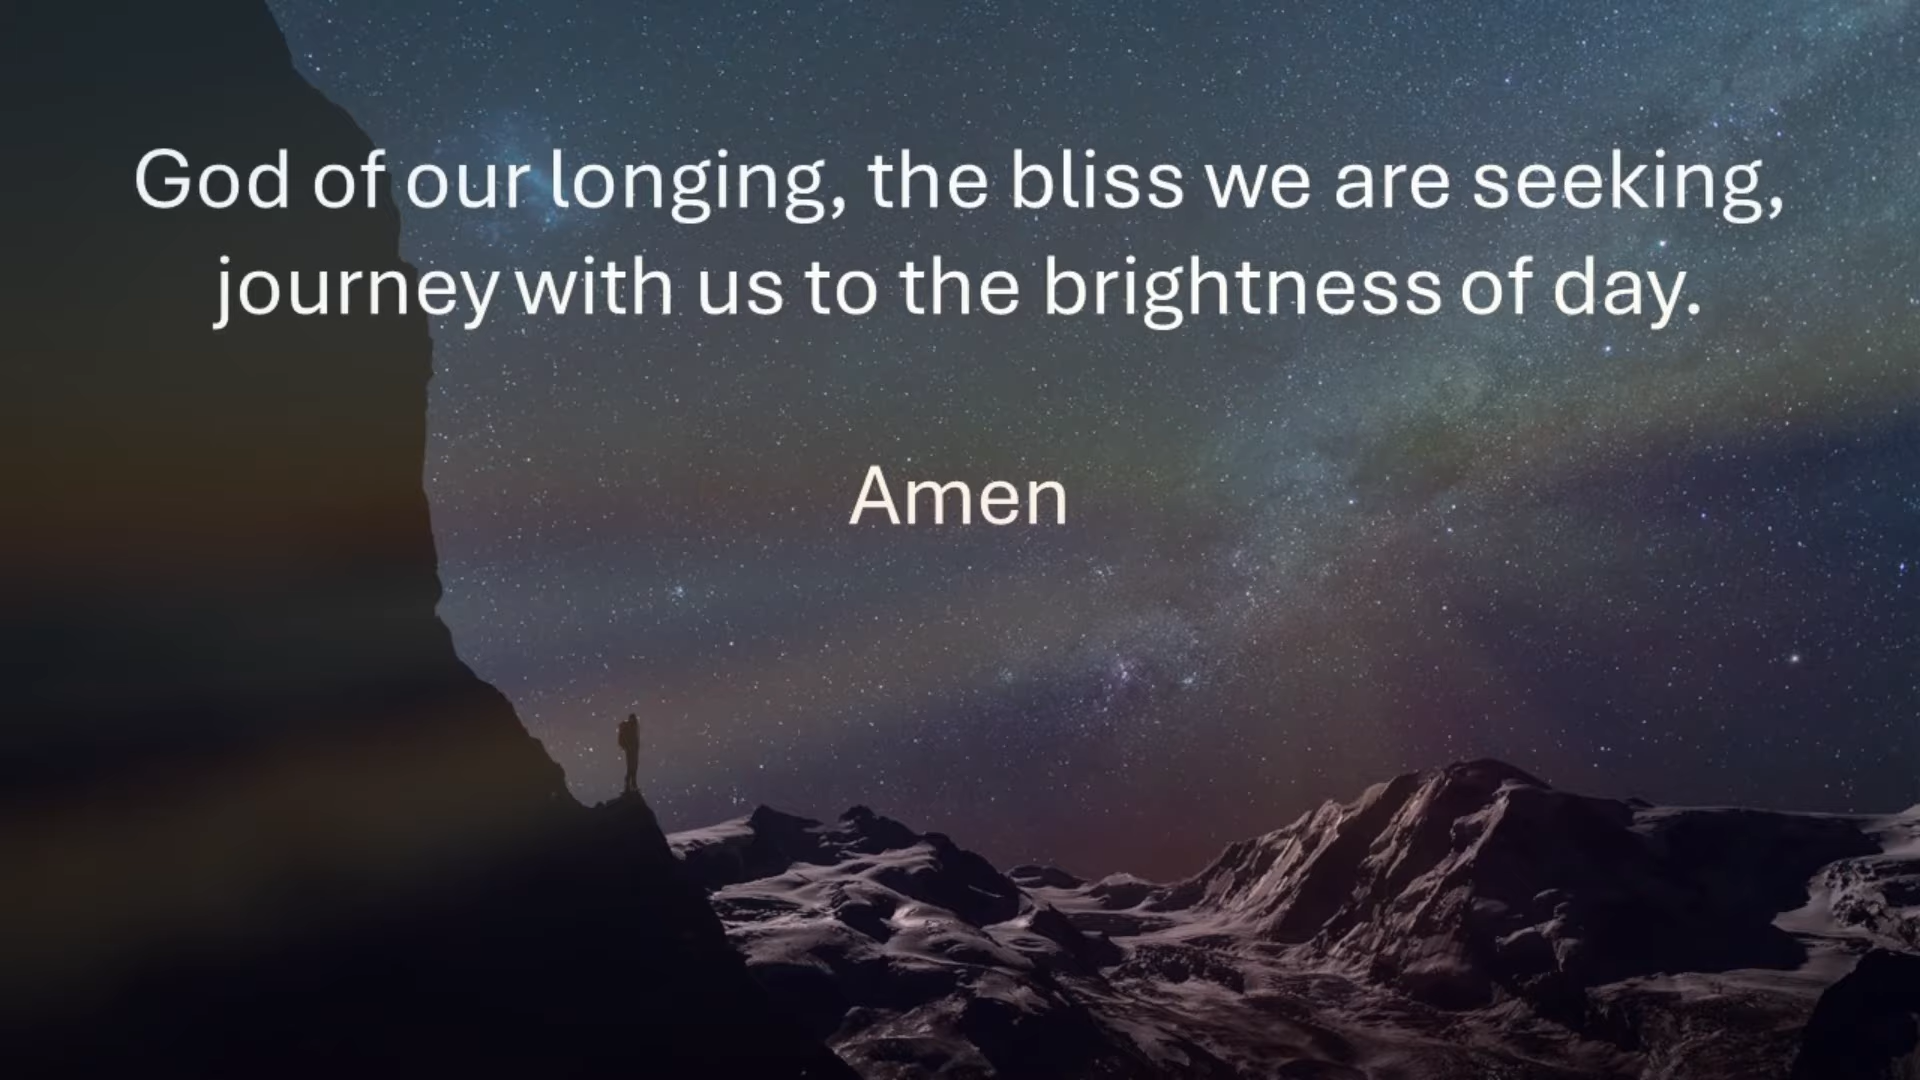 God of our longing, the bliss we are seeking,
journey with us to the brightness of day.
Amen